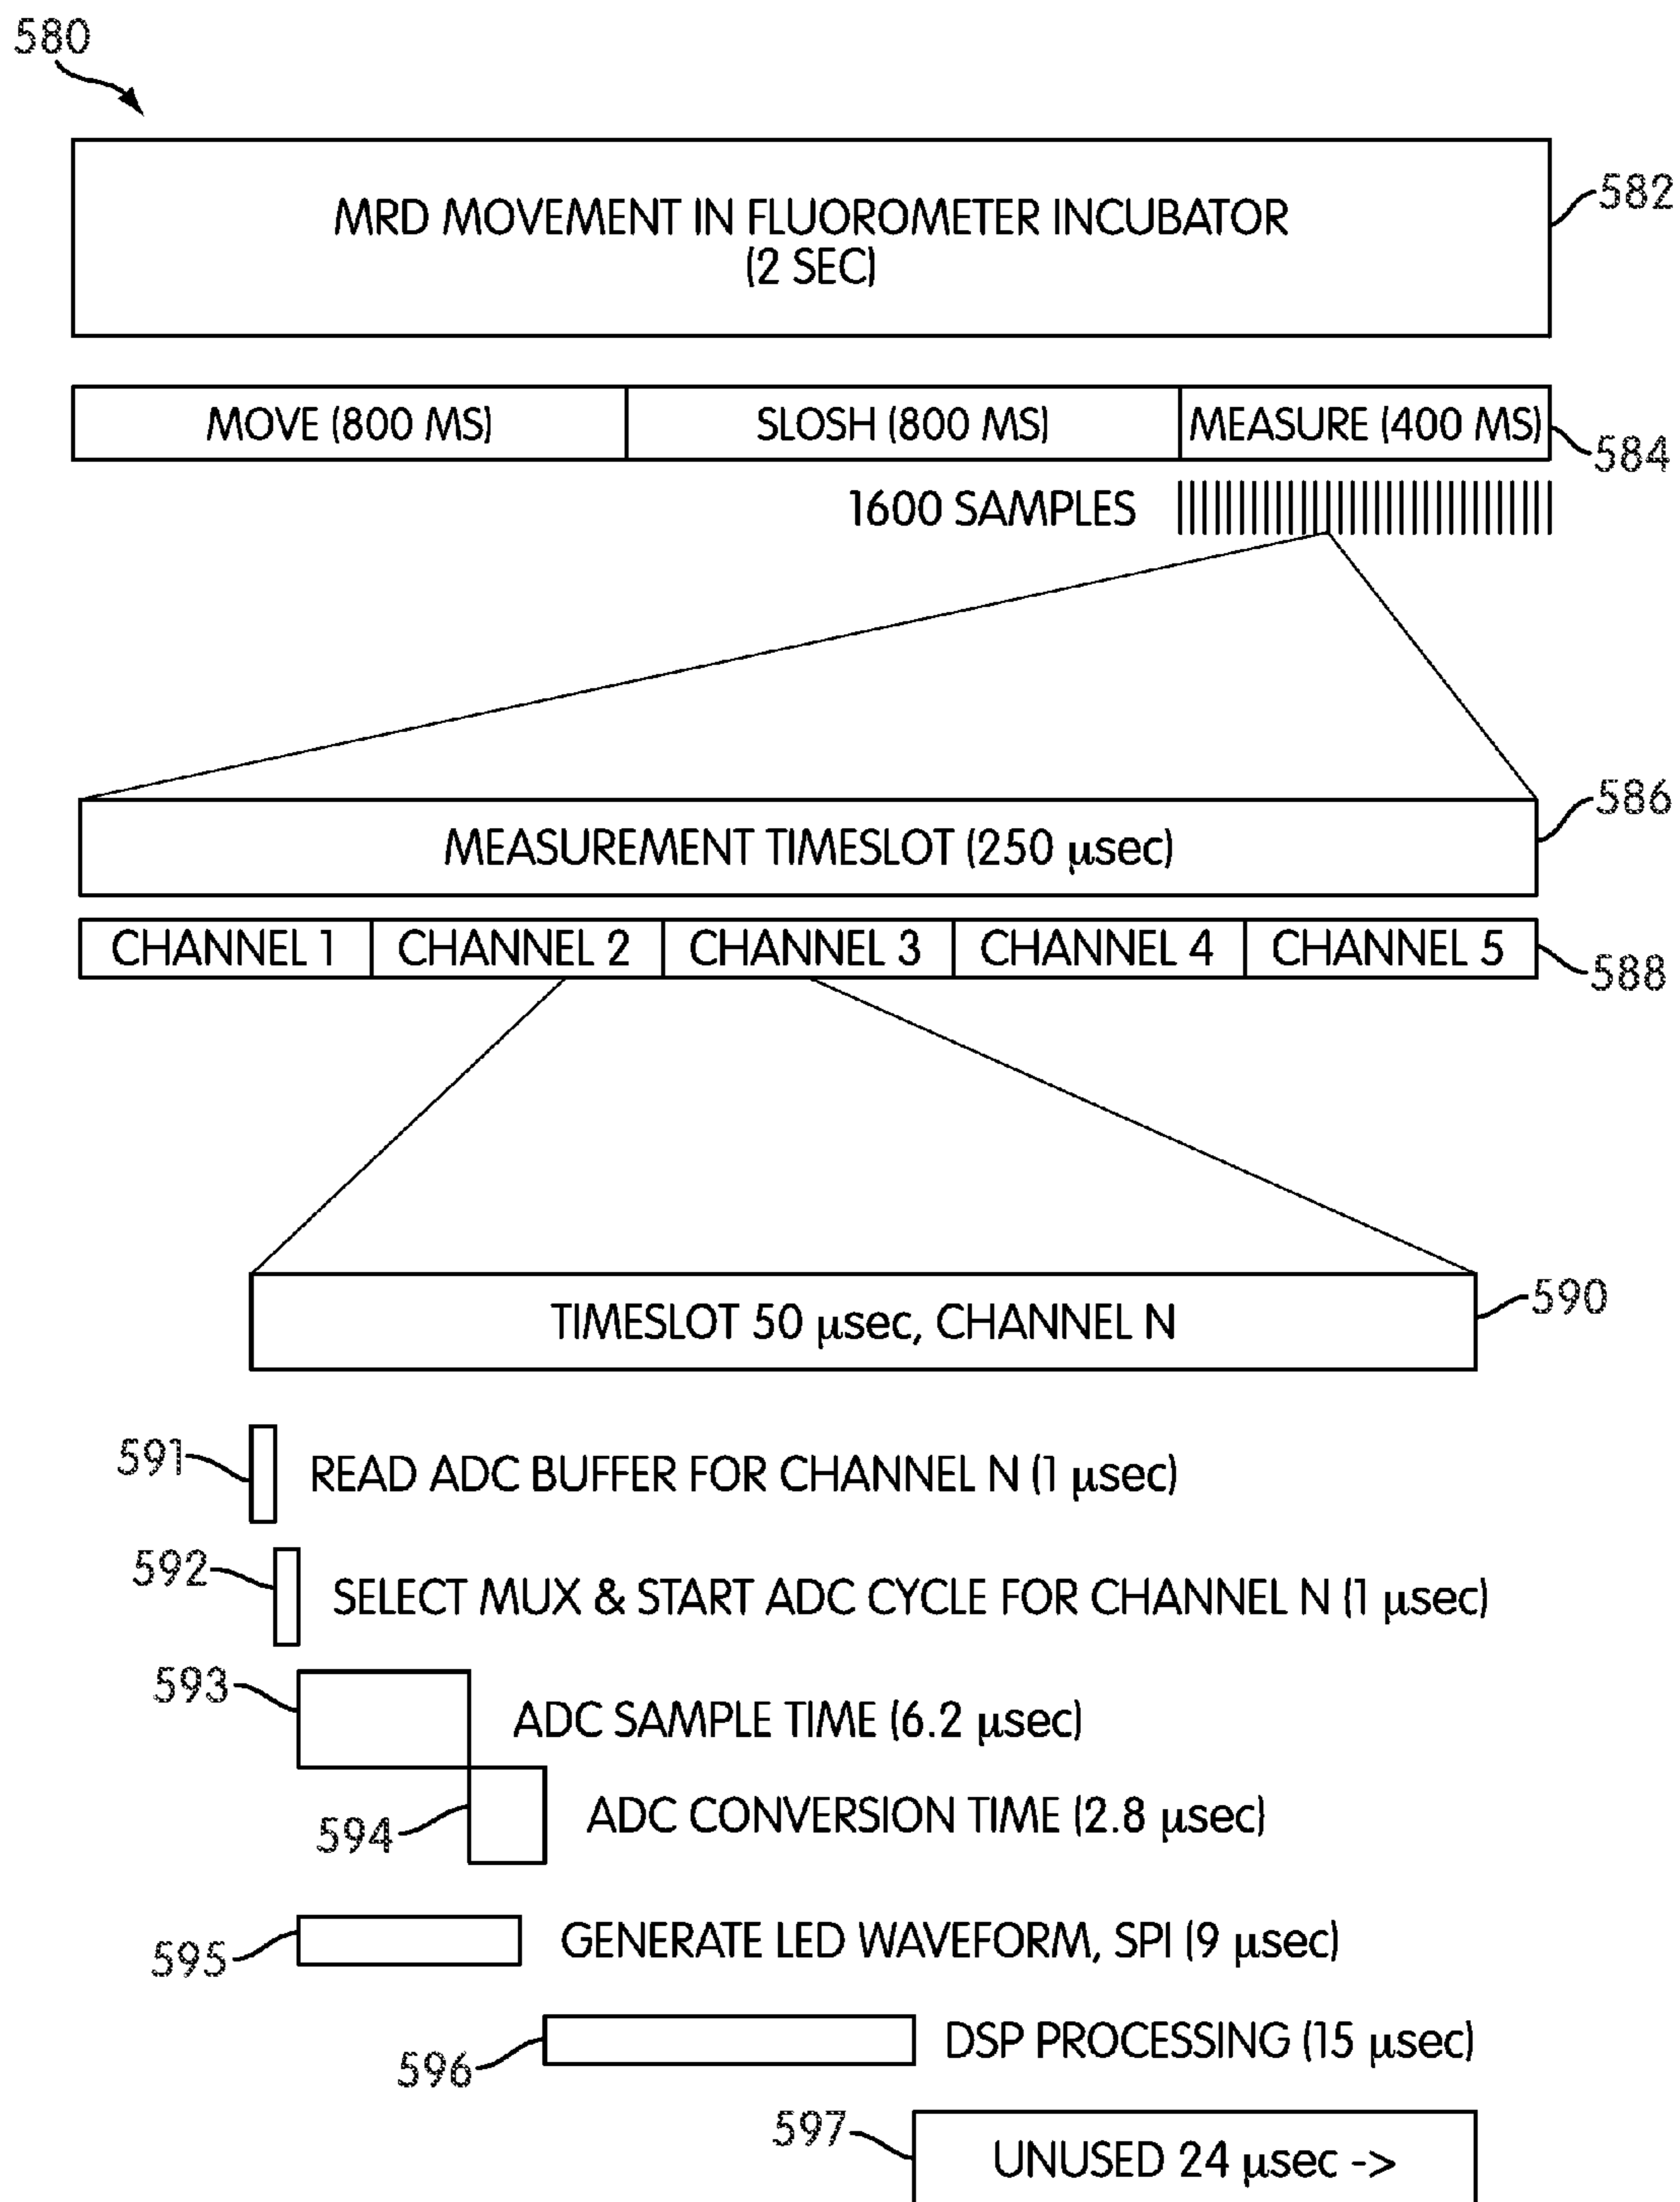 580
MRD MOVEMENT IN FLUOROMETER INCUBATOR
(2 SEC)
582
MOVE (800 MS)
SLOSH (800 MS)
MEASURE (400 MS)
584
1600 SAMPLES
586
MEASUREMENT TIMESLOT (250 µsec)
CHANNEL 1
CHANNEL 2
CHANNEL 3
CHANNEL 4
CHANNEL 5
588
TIMESLOT 50 µsec, CHANNEL N
590
591
READ ADC BUFFER FOR CHANNEL N (1 µsec)
592
SELECT MUX & START ADC CYCLE FOR CHANNEL N (1 µsec)
593
ADC SAMPLE TIME (6.2 µsec)
594
ADC CONVERSION TIME (2.8 µsec)
595
GENERATE LED WAVEFORM, SPI (9 µsec)
596
DSP PROCESSING (15 µsec)
597
UNUSED 24 µsec ->